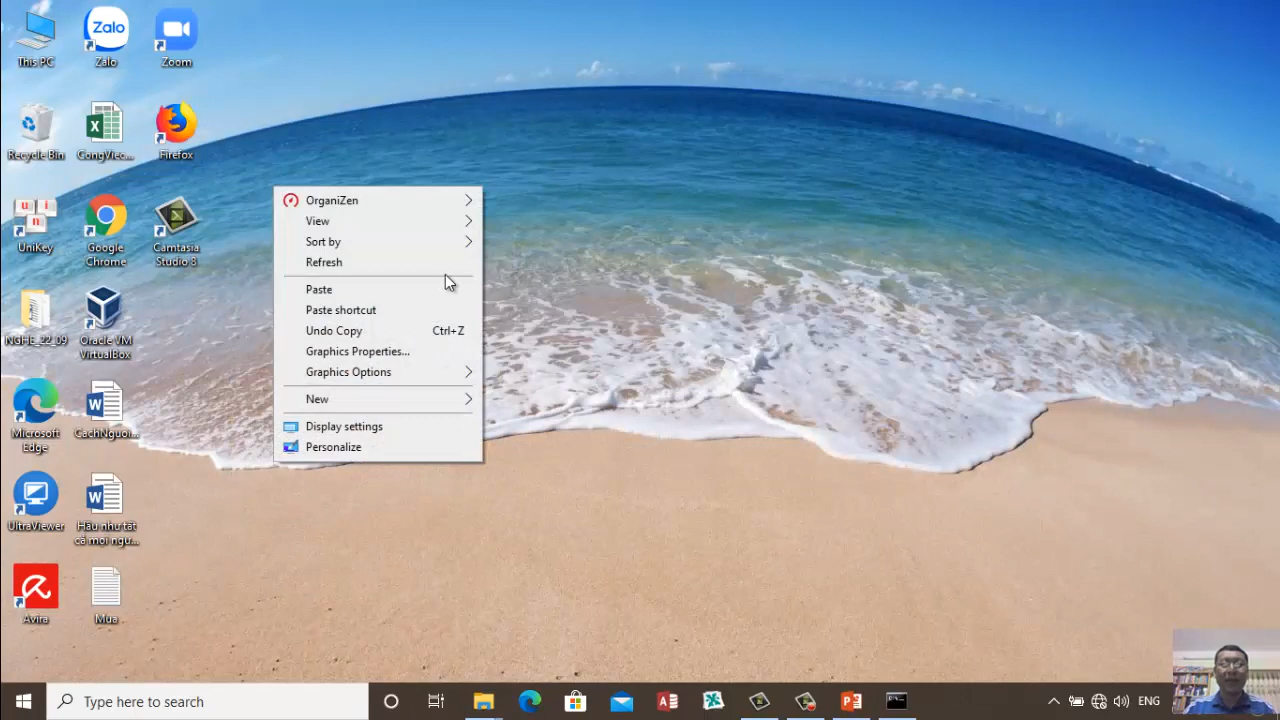 This PC
Zalo
Zalo
Zoom
Recycle Bin
CongViec...
Firefox
UniKey
Google
Chrome
Camtasia
Studio 8
NGHE_22_09
Oracle VM
VirtualBox
Microsoft
Edge
CachNguoi...
UltraViewer
Hầu như tất
cả mọi ngư...
Avira
Mua
OrganiZen
View
Sort by
Refresh
Paste
Paste shortcut
Undo Copy Ctrl+Z
Graphics Properties...
Graphics Options
New
Display settings
Personalize
Type here to search
ENG